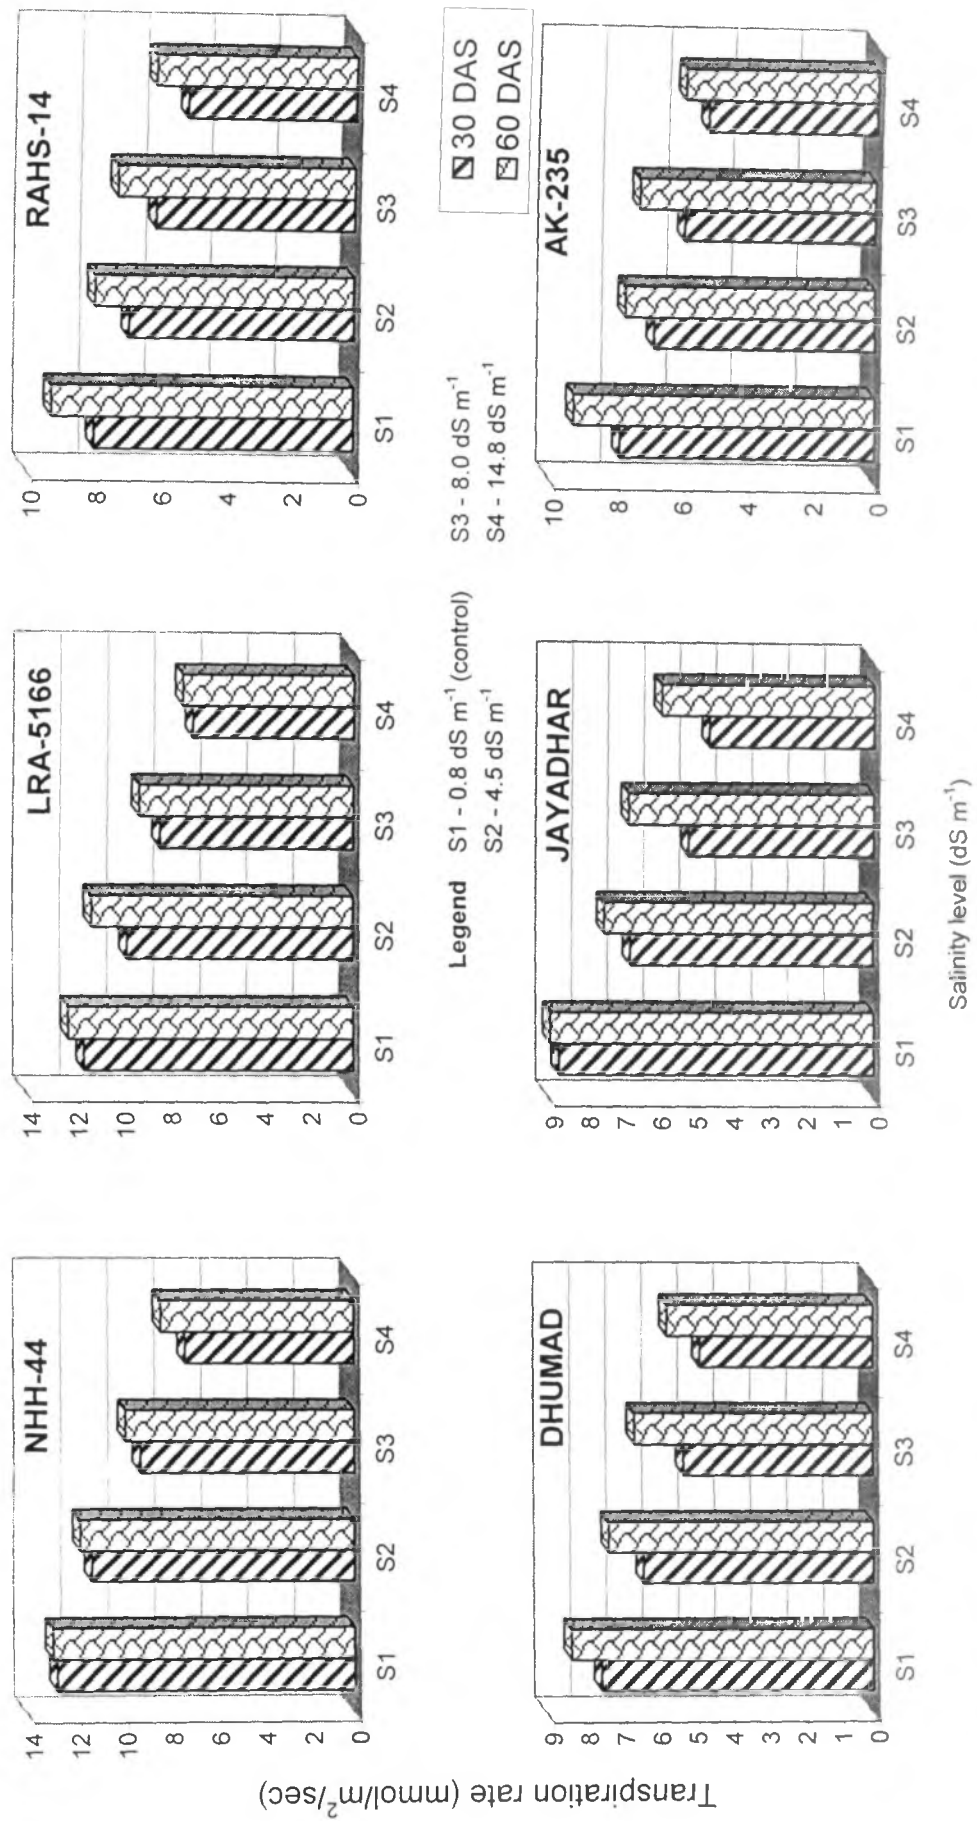 Transpiration rate (mmol/m²/sec)
NHH-44
14
12
10
8
6
4
2
0
S1 S2 S3 S4
LRA-5166
14
12
10
8
6
4
2
0
S1 S2 S3 S4
RAHS-14
10
8
6
4
2
0
S1 S2 S3 S4
Legend S1 - 0.8 dS m⁻¹ (control) S3 - 8.0 dS m⁻¹
S2 - 4.5 dS m⁻¹ S4 - 14.8 dS m⁻¹
30 DAS
60 DAS
DHUMAD
9
8
7
6
5
4
3
2
1
0
S1 S2 S3 S4
JAYADHAR
9
8
7
6
5
4
3
2
1
0
S1 S2 S3 S4
AK-235
10
8
6
4
2
0
S1 S2 S3 S4
Salinity level (dS m⁻¹)